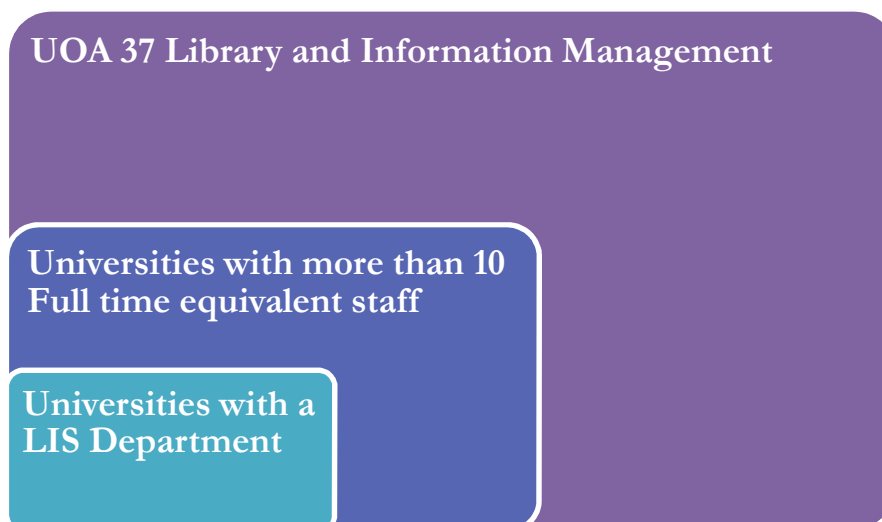 UOA 37 Library and Information Management
Universities with more than 10
Full time equivalent staff
Universities with a
LIS Department